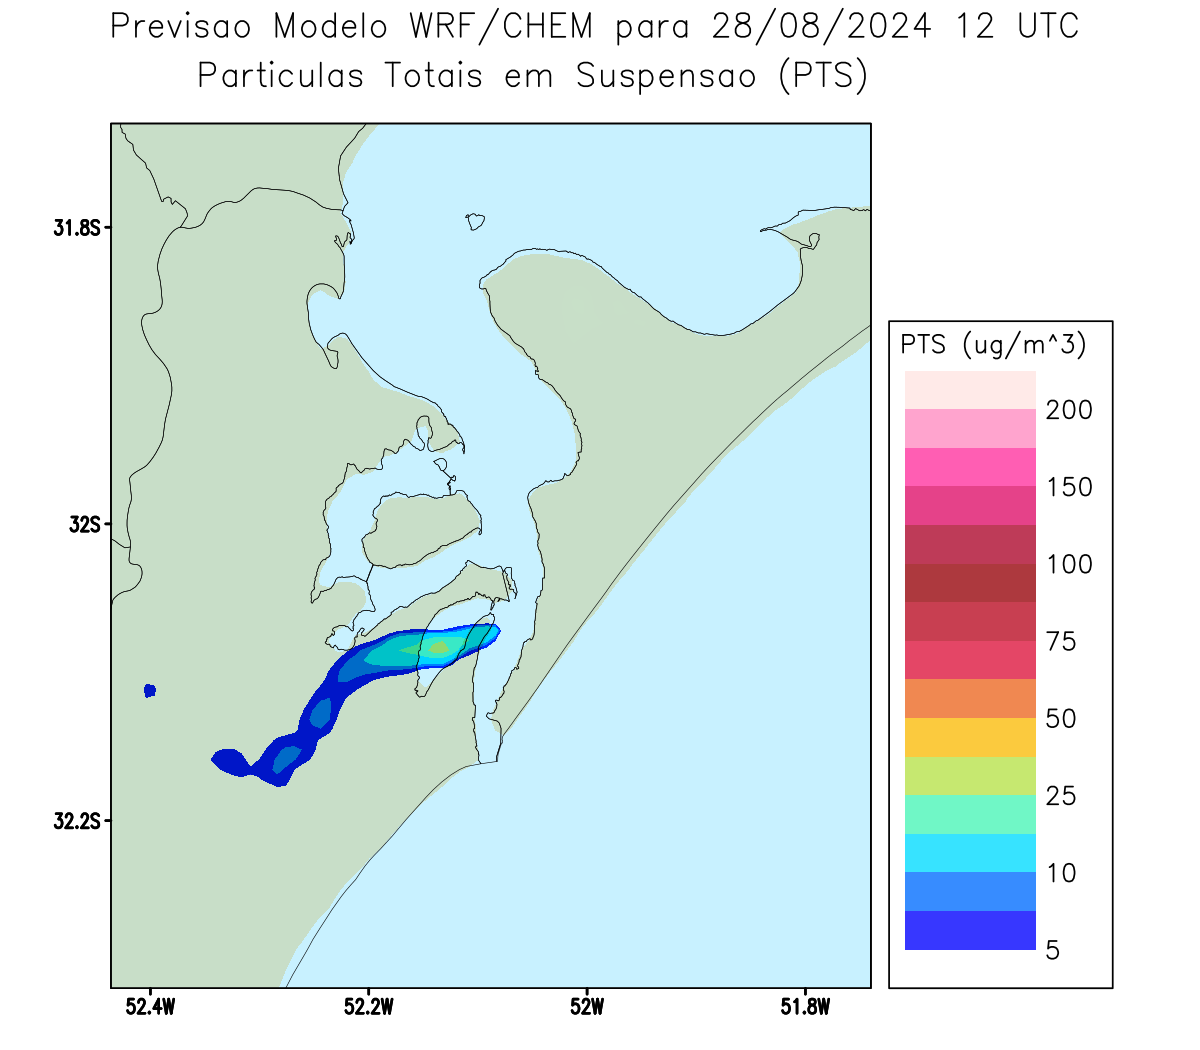 Previsao Modelo WRF/CHEM para 28/08/2024 12 UTC
Particulas Totais em Suspensao (PTS)
31.8S
32S
32.2S
52.4W
52.2W
52W
51.8W
PTS (ug/m^3)
200
150
100
75
50
25
10
5